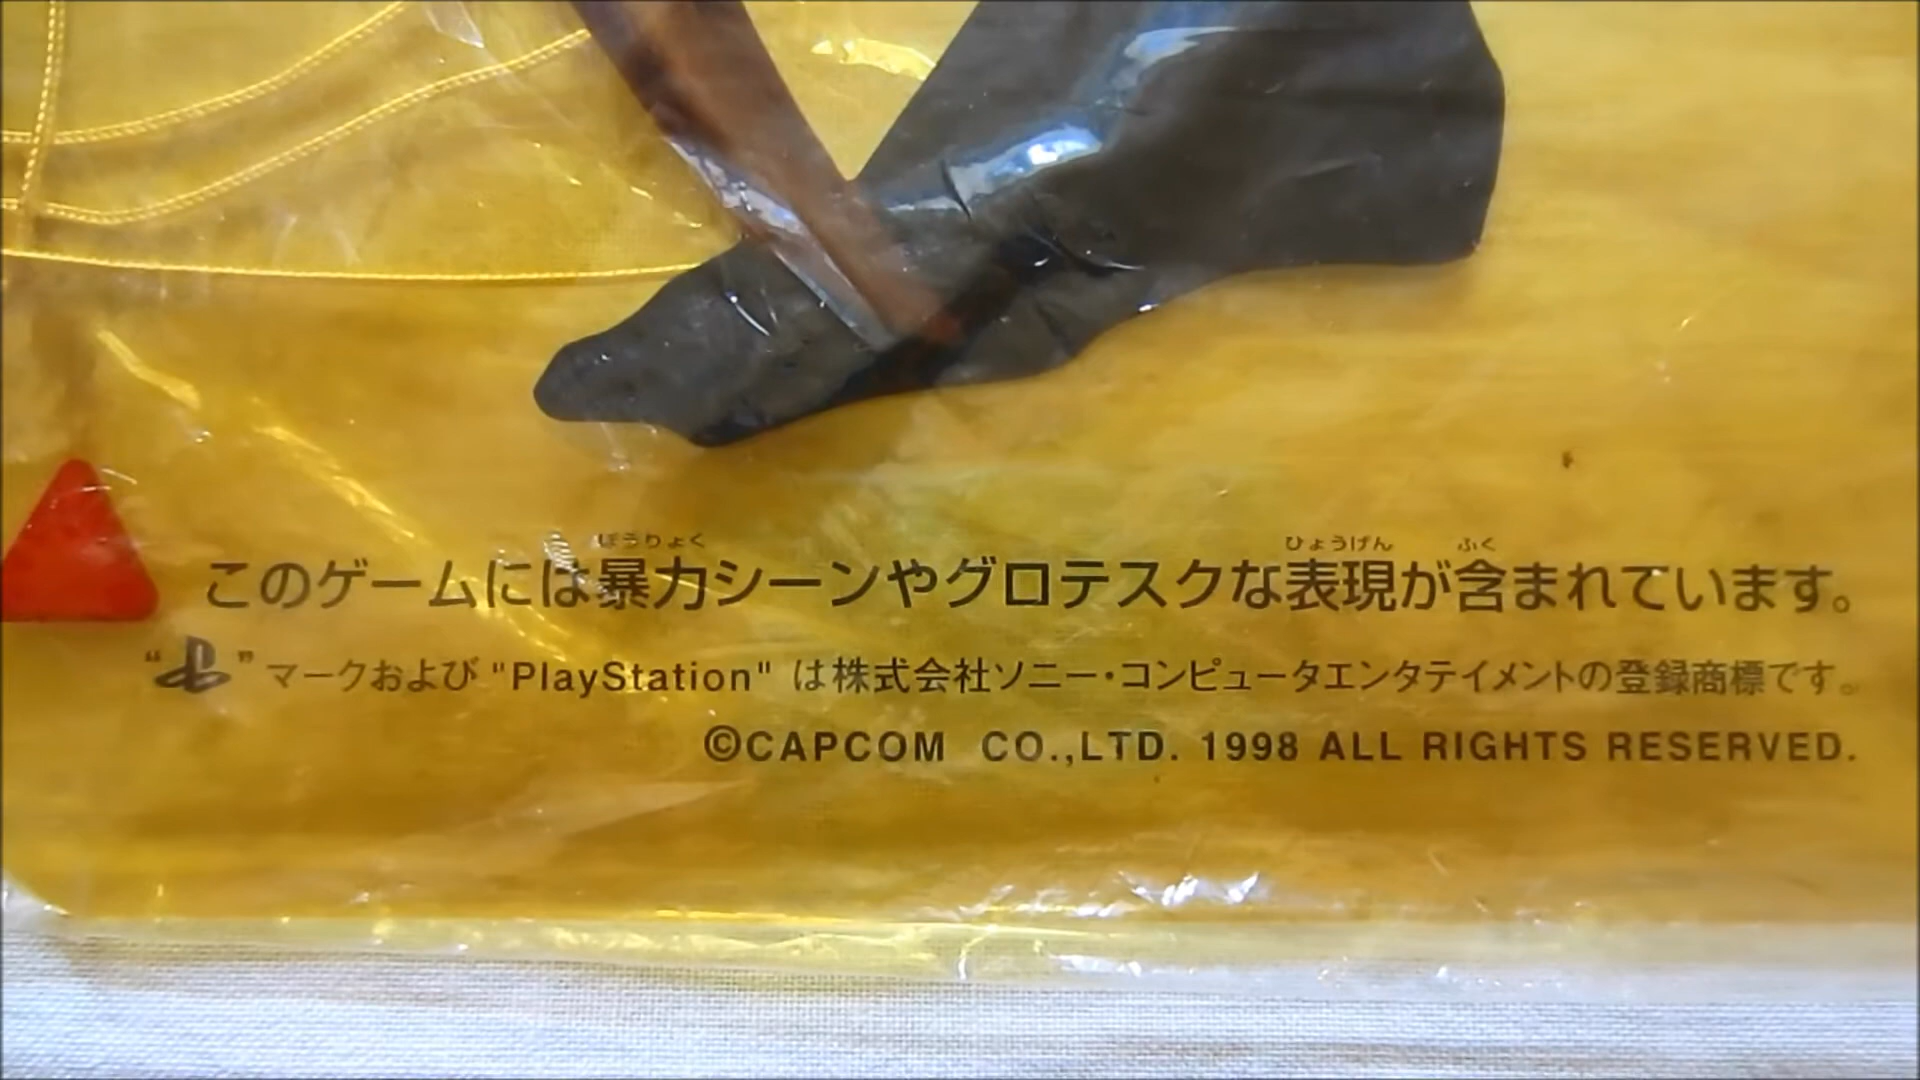 このゲームには暴力シーンやグロテスクな表現が含まれています。
ぼうりょく ひょうげん ふく
“PS” マークおよび "PlayStation" は株式会社ソニー・コンピュータエンタテイメントの登録商標です。
©CAPCOM CO.,LTD. 1998 ALL RIGHTS RESERVED.